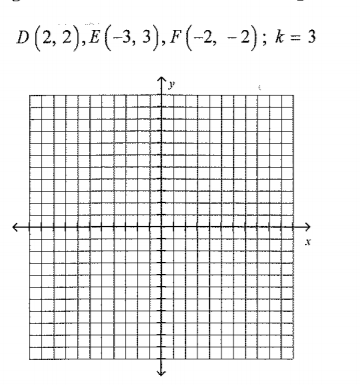 D(2, 2), E(-3, 3), F(-2, -2); k = 3
y
x